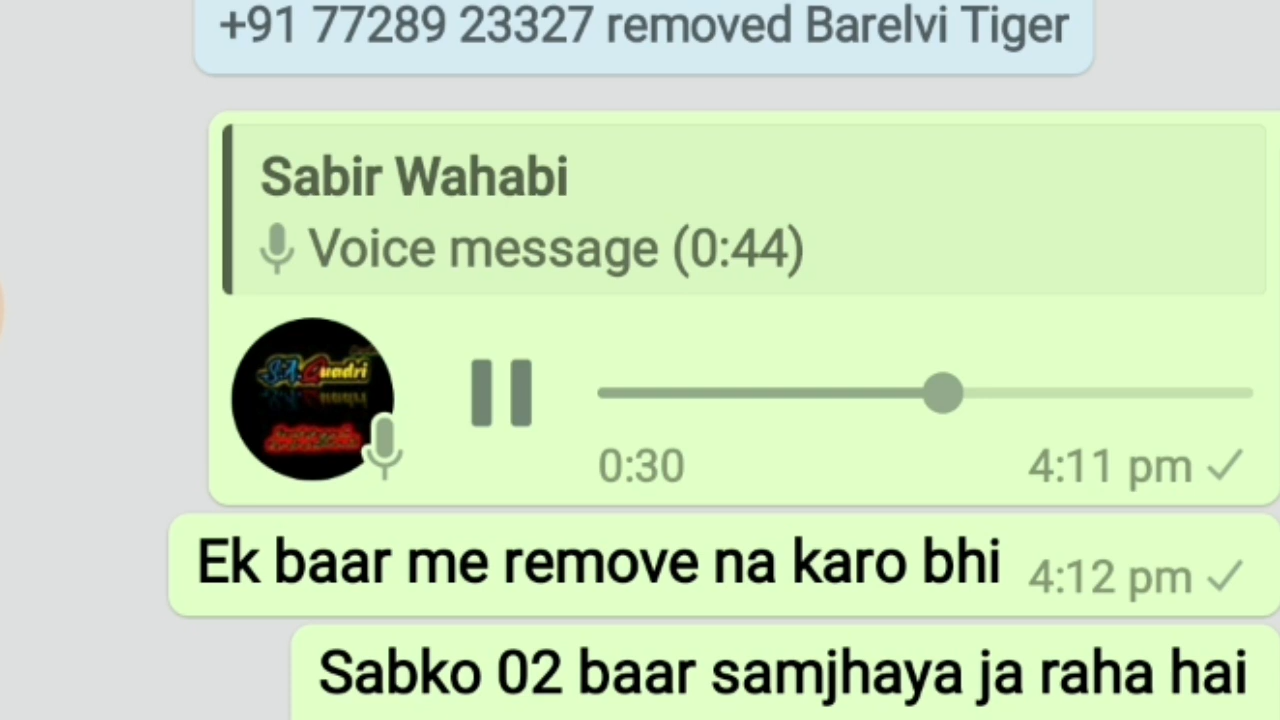 +91 77289 23327 removed Barelvi Tiger
Sabir Wahabi
Voice message (0:44)
S.A. Quadri
0:30
4:11 pm
Ek baar me remove na karo bhi 4:12 pm
Sabko 02 baar samjhaya ja raha hai